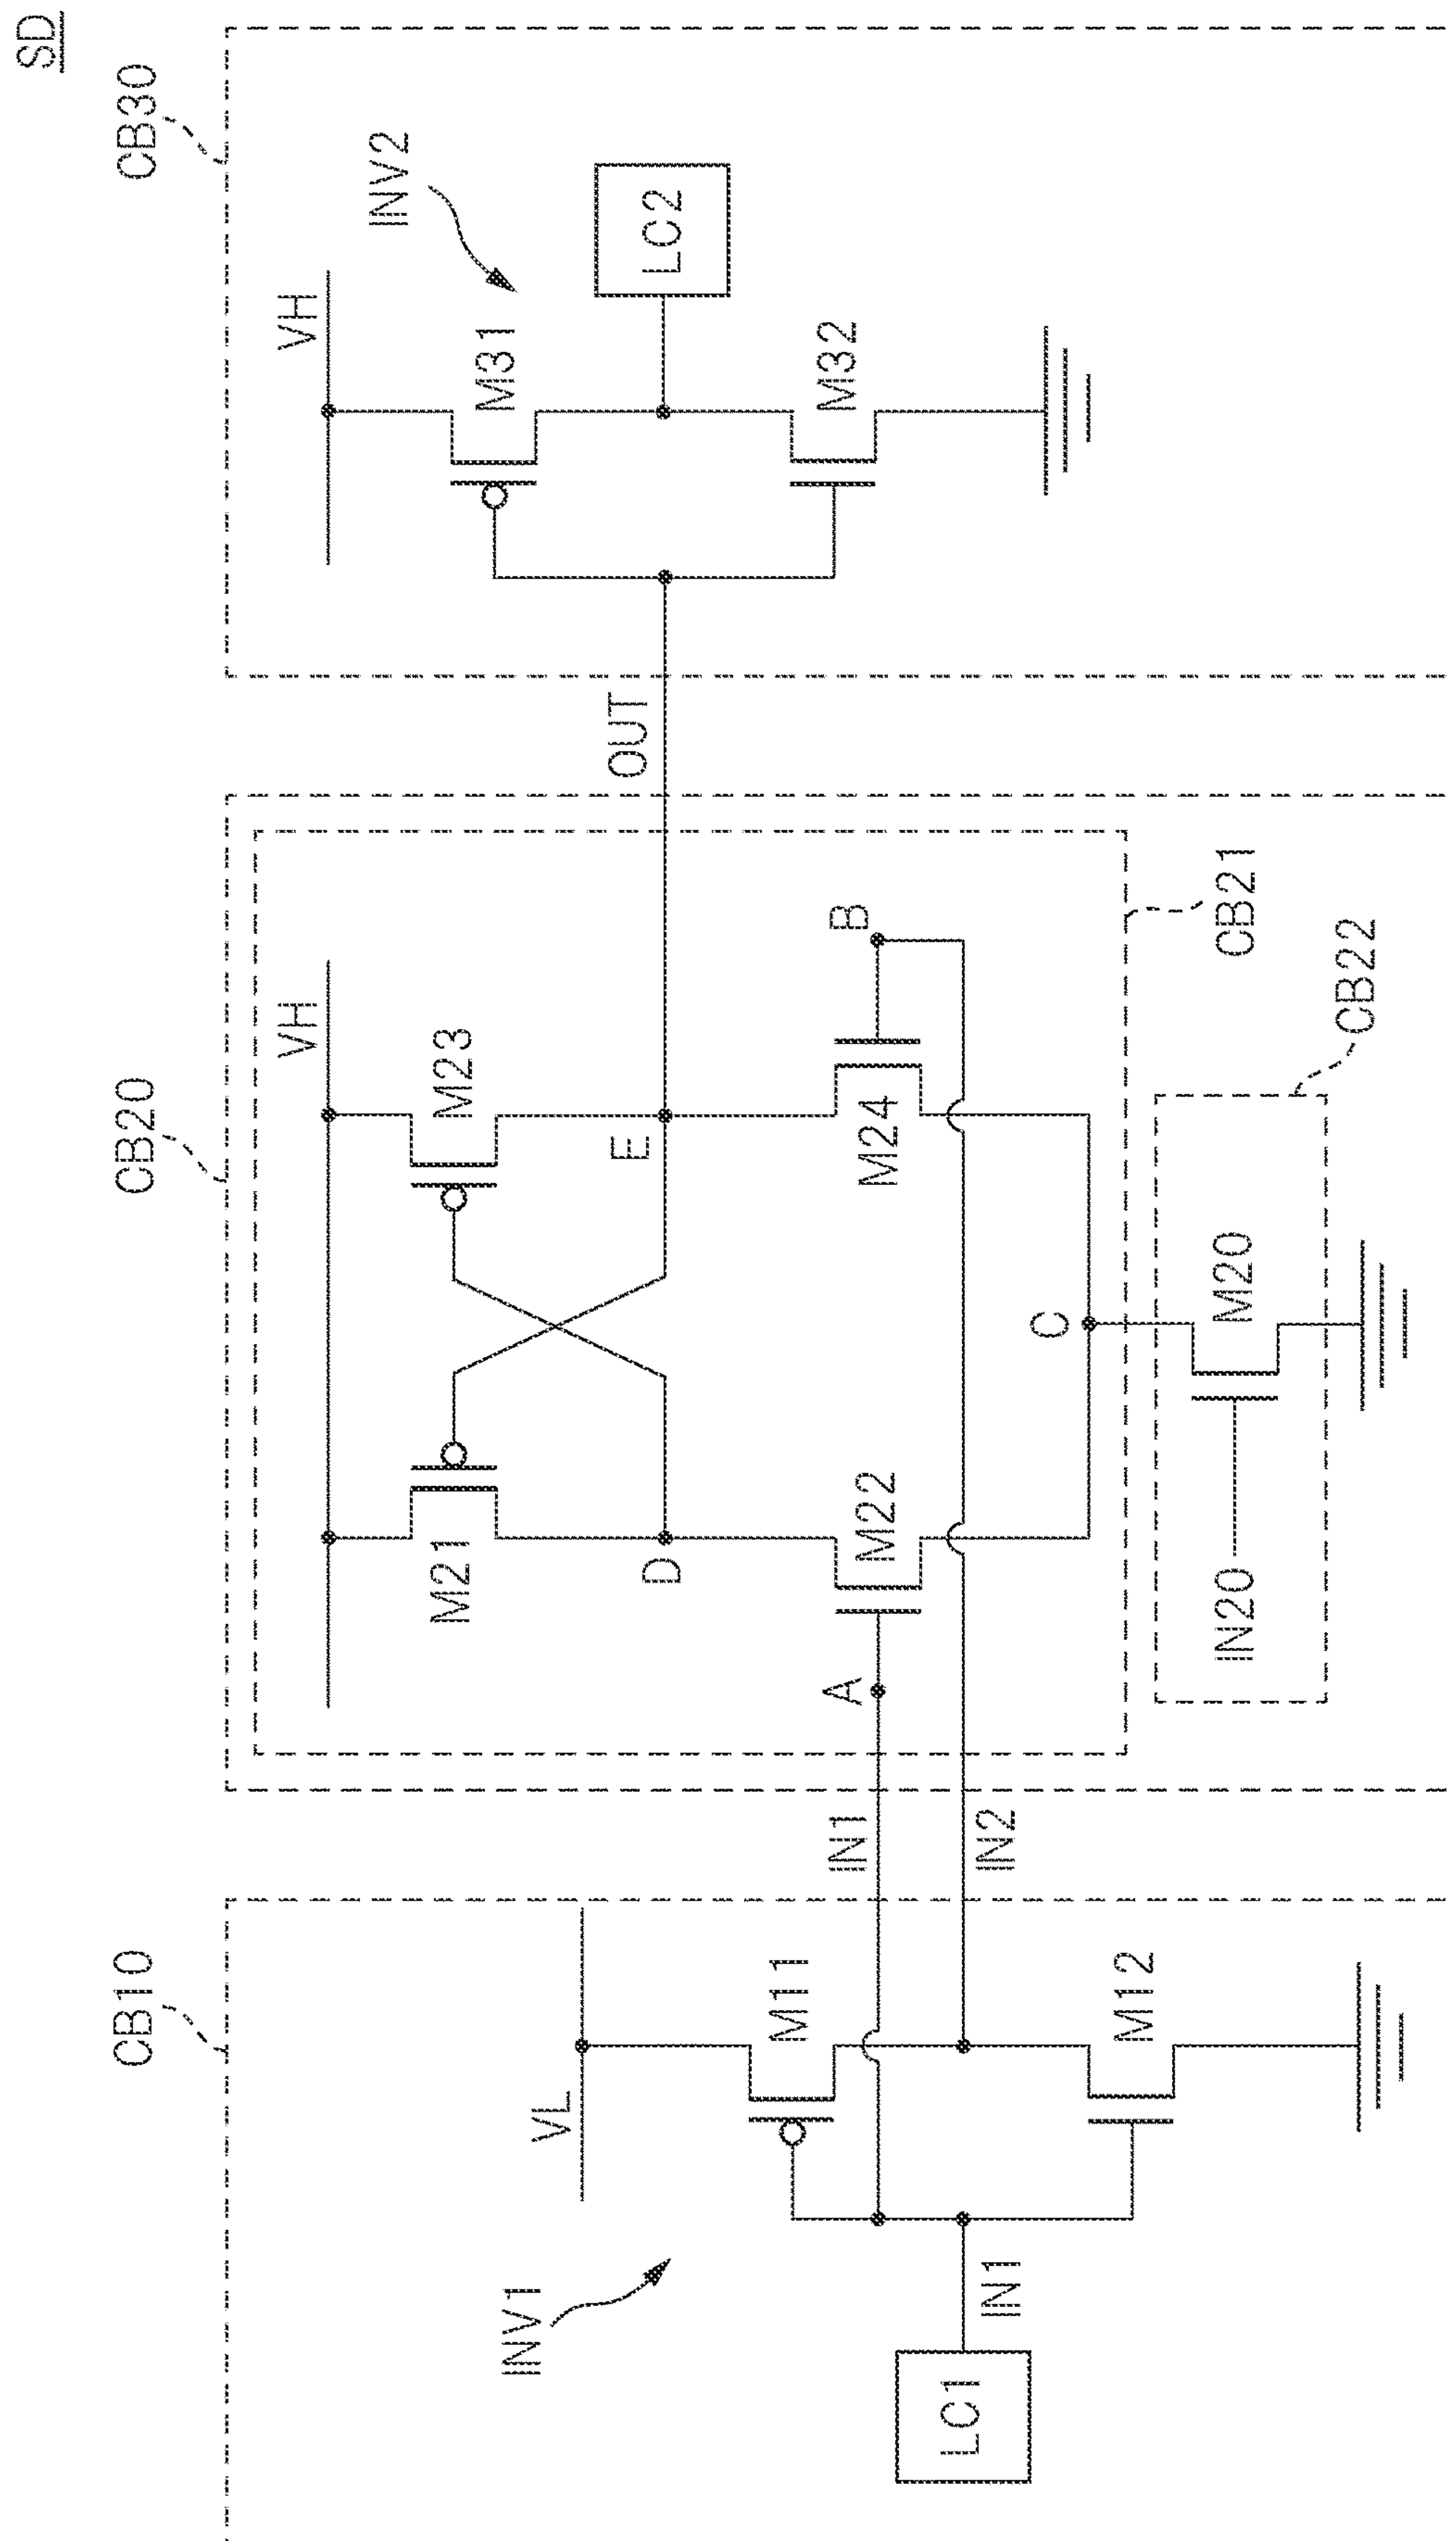 SD
CB10
CB20
CB30
VL
INV1
M11
M12
LC1
IN1
IN1
IN2
VH
M21
M23
D
E
A
M22
M24
B
C
CB21
IN20
M20
CB22
OUT
VH
INV2
M31
LC2
M32